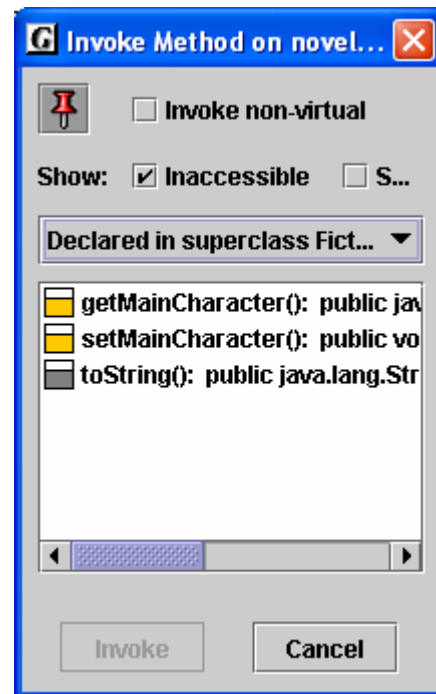 G Invoke Method on novel...
Invoke non-virtual
Show: Inaccessible S...
Declared in superclass Fict...
getMainCharacter(): public jav
setMainCharacter(): public vo
toString(): public java.lang.Str
Invoke Cancel